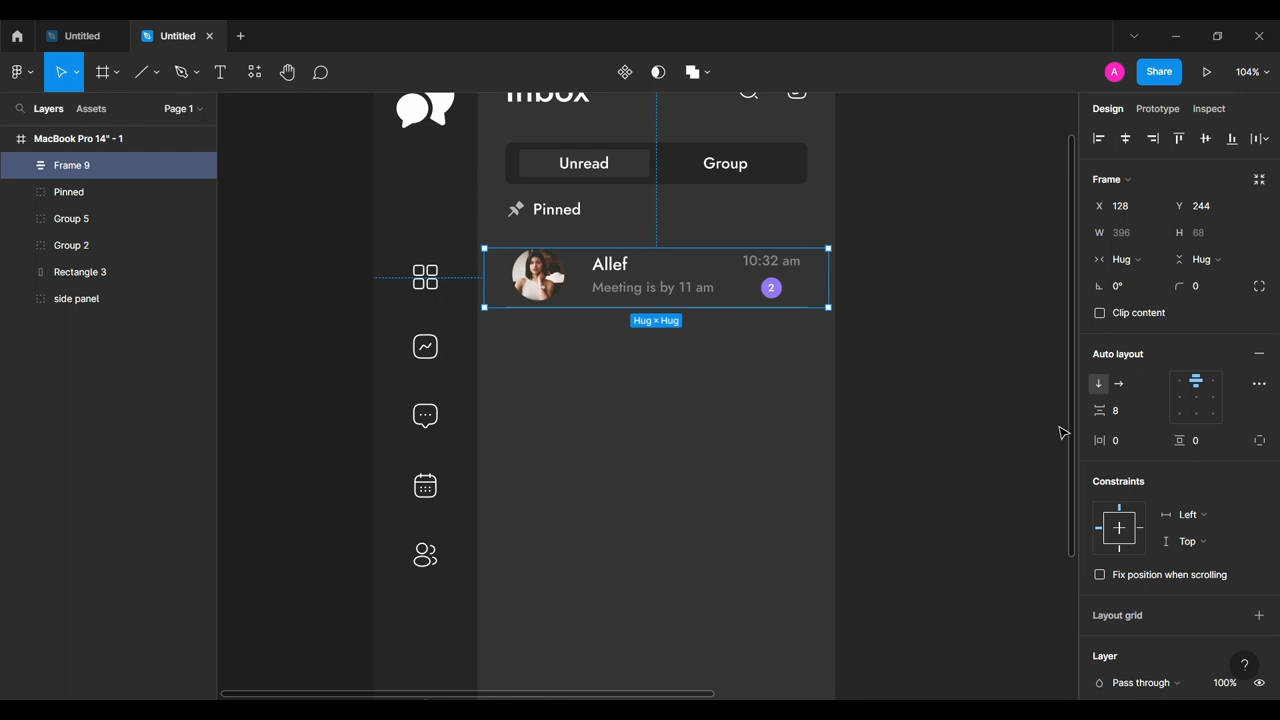 Untitled
Untitled
A
Share
104%
Layers
Assets
Page 1
MacBook Pro 14" - 1
Frame 9
Pinned
Group 5
Group 2
Rectangle 3
side panel
Inbox
Unread
Group
Pinned
Allef
10:32 am
Meeting is by 11 am
2
Hug × Hug
Design
Prototype
Inspect
Frame
X 128
Y 244
W 396
H 68
Hug
Hug
0°
0
Clip content
Auto layout
8
0
0
Constraints
Left
Top
Fix position when scrolling
Layout grid
Layer
?
Pass through
100%